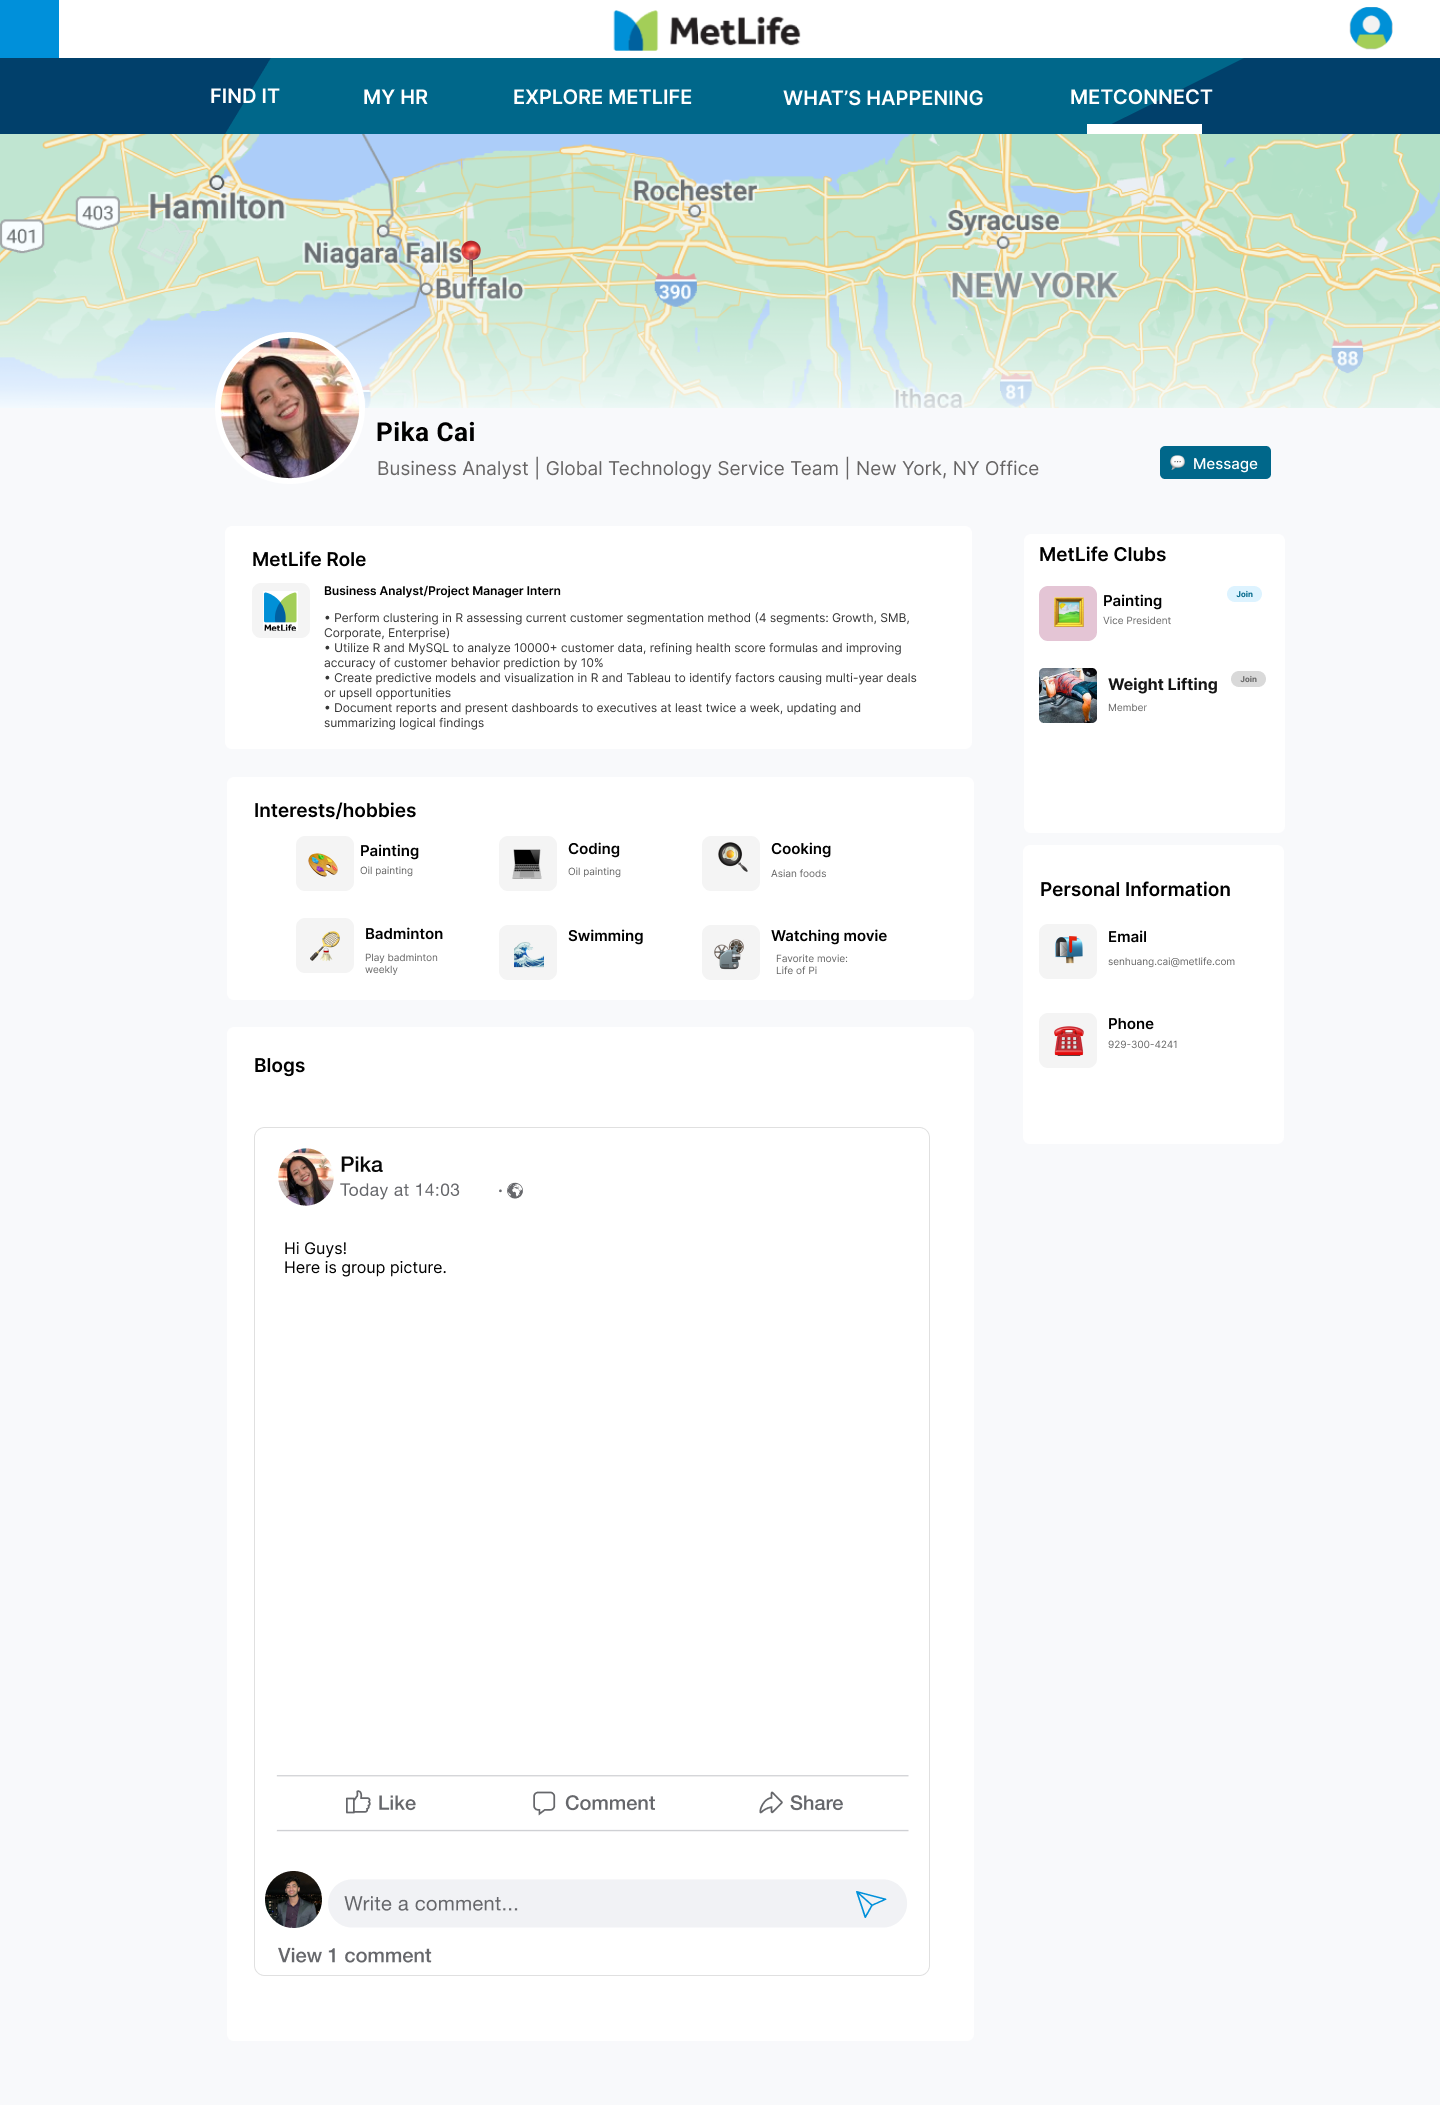 MetLife
FIND IT
MY HR
EXPLORE METLIFE
WHAT'S HAPPENING
METCONNECT
Hamilton
403
401
Niagara Falls
Buffalo
Rochester
390
Syracuse
NEW YORK
88
81
Ithaca
Pika Cai
Business Analyst | Global Technology Service Team | New York, NY Office
Message
MetLife Role
MetLife
Business Analyst/Project Manager Intern
• Perform clustering in R assessing current customer segmentation method (4 segments: Growth, SMB,
Corporate, Enterprise)
• Utilize R and MySQL to analyze 10000+ customer data, refining health score formulas and improving
accuracy of customer behavior prediction by 10%
• Create predictive models and visualization in R and Tableau to identify factors causing multi-year deals
or upsell opportunities
• Document reports and present dashboards to executives at least twice a week, updating and
summarizing logical findings
MetLife Clubs
Painting
Join
Vice President
Weight Lifting
Join
Member
Interests/hobbies
Painting
Oil painting
Coding
Oil painting
Cooking
Asian foods
Badminton
Play badminton
weekly
Swimming
Watching movie
Favorite movie:
Life of Pi
Personal Information
Email
senhuang.cai@metlife.com
Phone
929-300-4241
Blogs
Pika
Today at 14:03
Hi Guys!
Here is group picture.
Like
Comment
Share
Write a comment...
View 1 comment